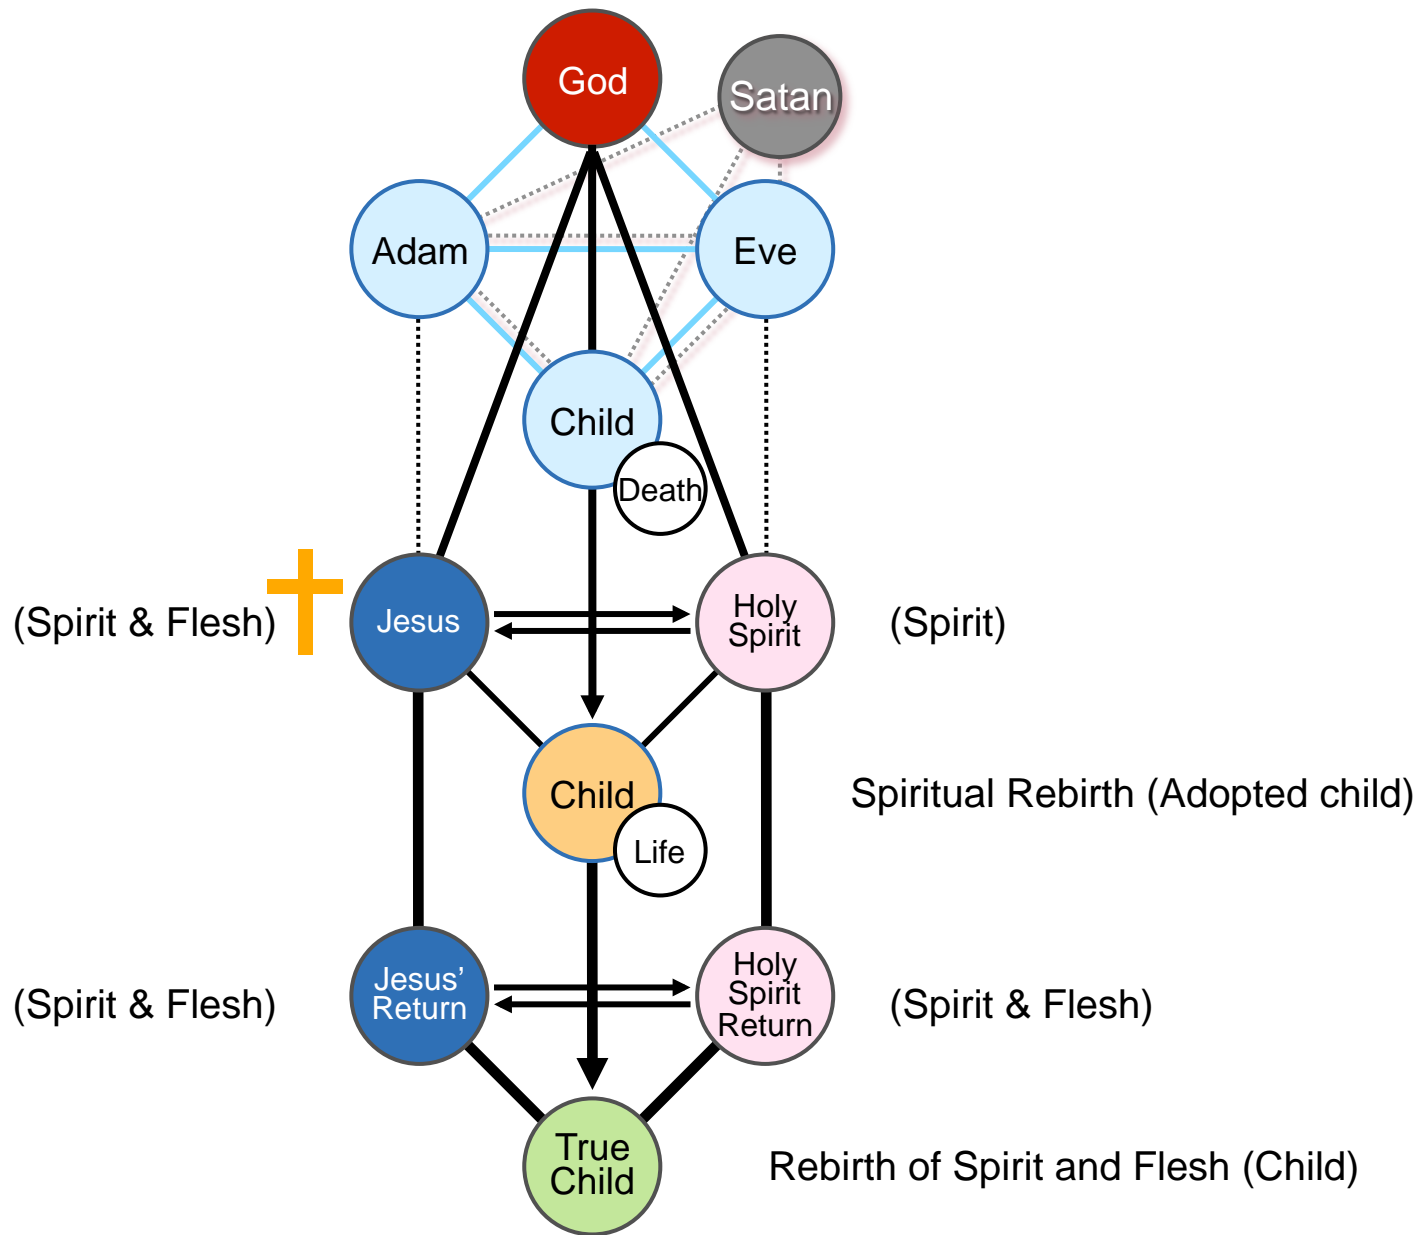 God
Satan
Adam
Eve
Child
Death
(Spirit & Flesh)
Jesus
Holy
Spirit
(Spirit)
Child
Life
Spiritual Rebirth (Adopted child)
(Spirit & Flesh)
Jesus’
Return
Holy
Spirit
Return
(Spirit & Flesh)
True
Child
Rebirth of Spirit and Flesh (Child)